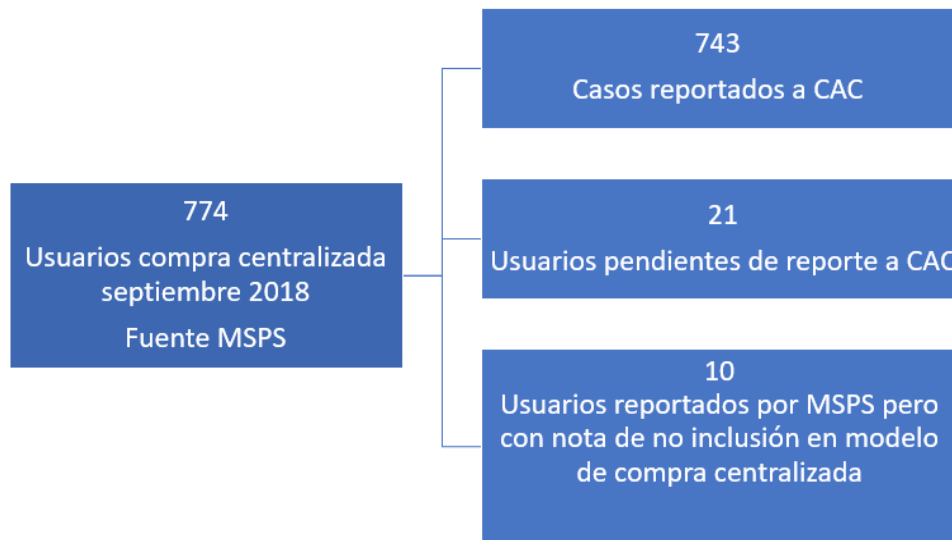 774
Usuarios compra centralizada
septiembre 2018
Fuente MSPS
743
Casos reportados a CAC
21
Usuarios pendientes de reporte a CAC
10
Usuarios reportados por MSPS pero
con nota de no inclusión en modelo
de compra centralizada